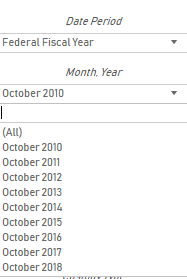 Date Period
Federal Fiscal Year
Month, Year
October 2010
(All)
October 2010
October 2011
October 2012
October 2013
October 2014
October 2015
October 2016
October 2017
October 2018